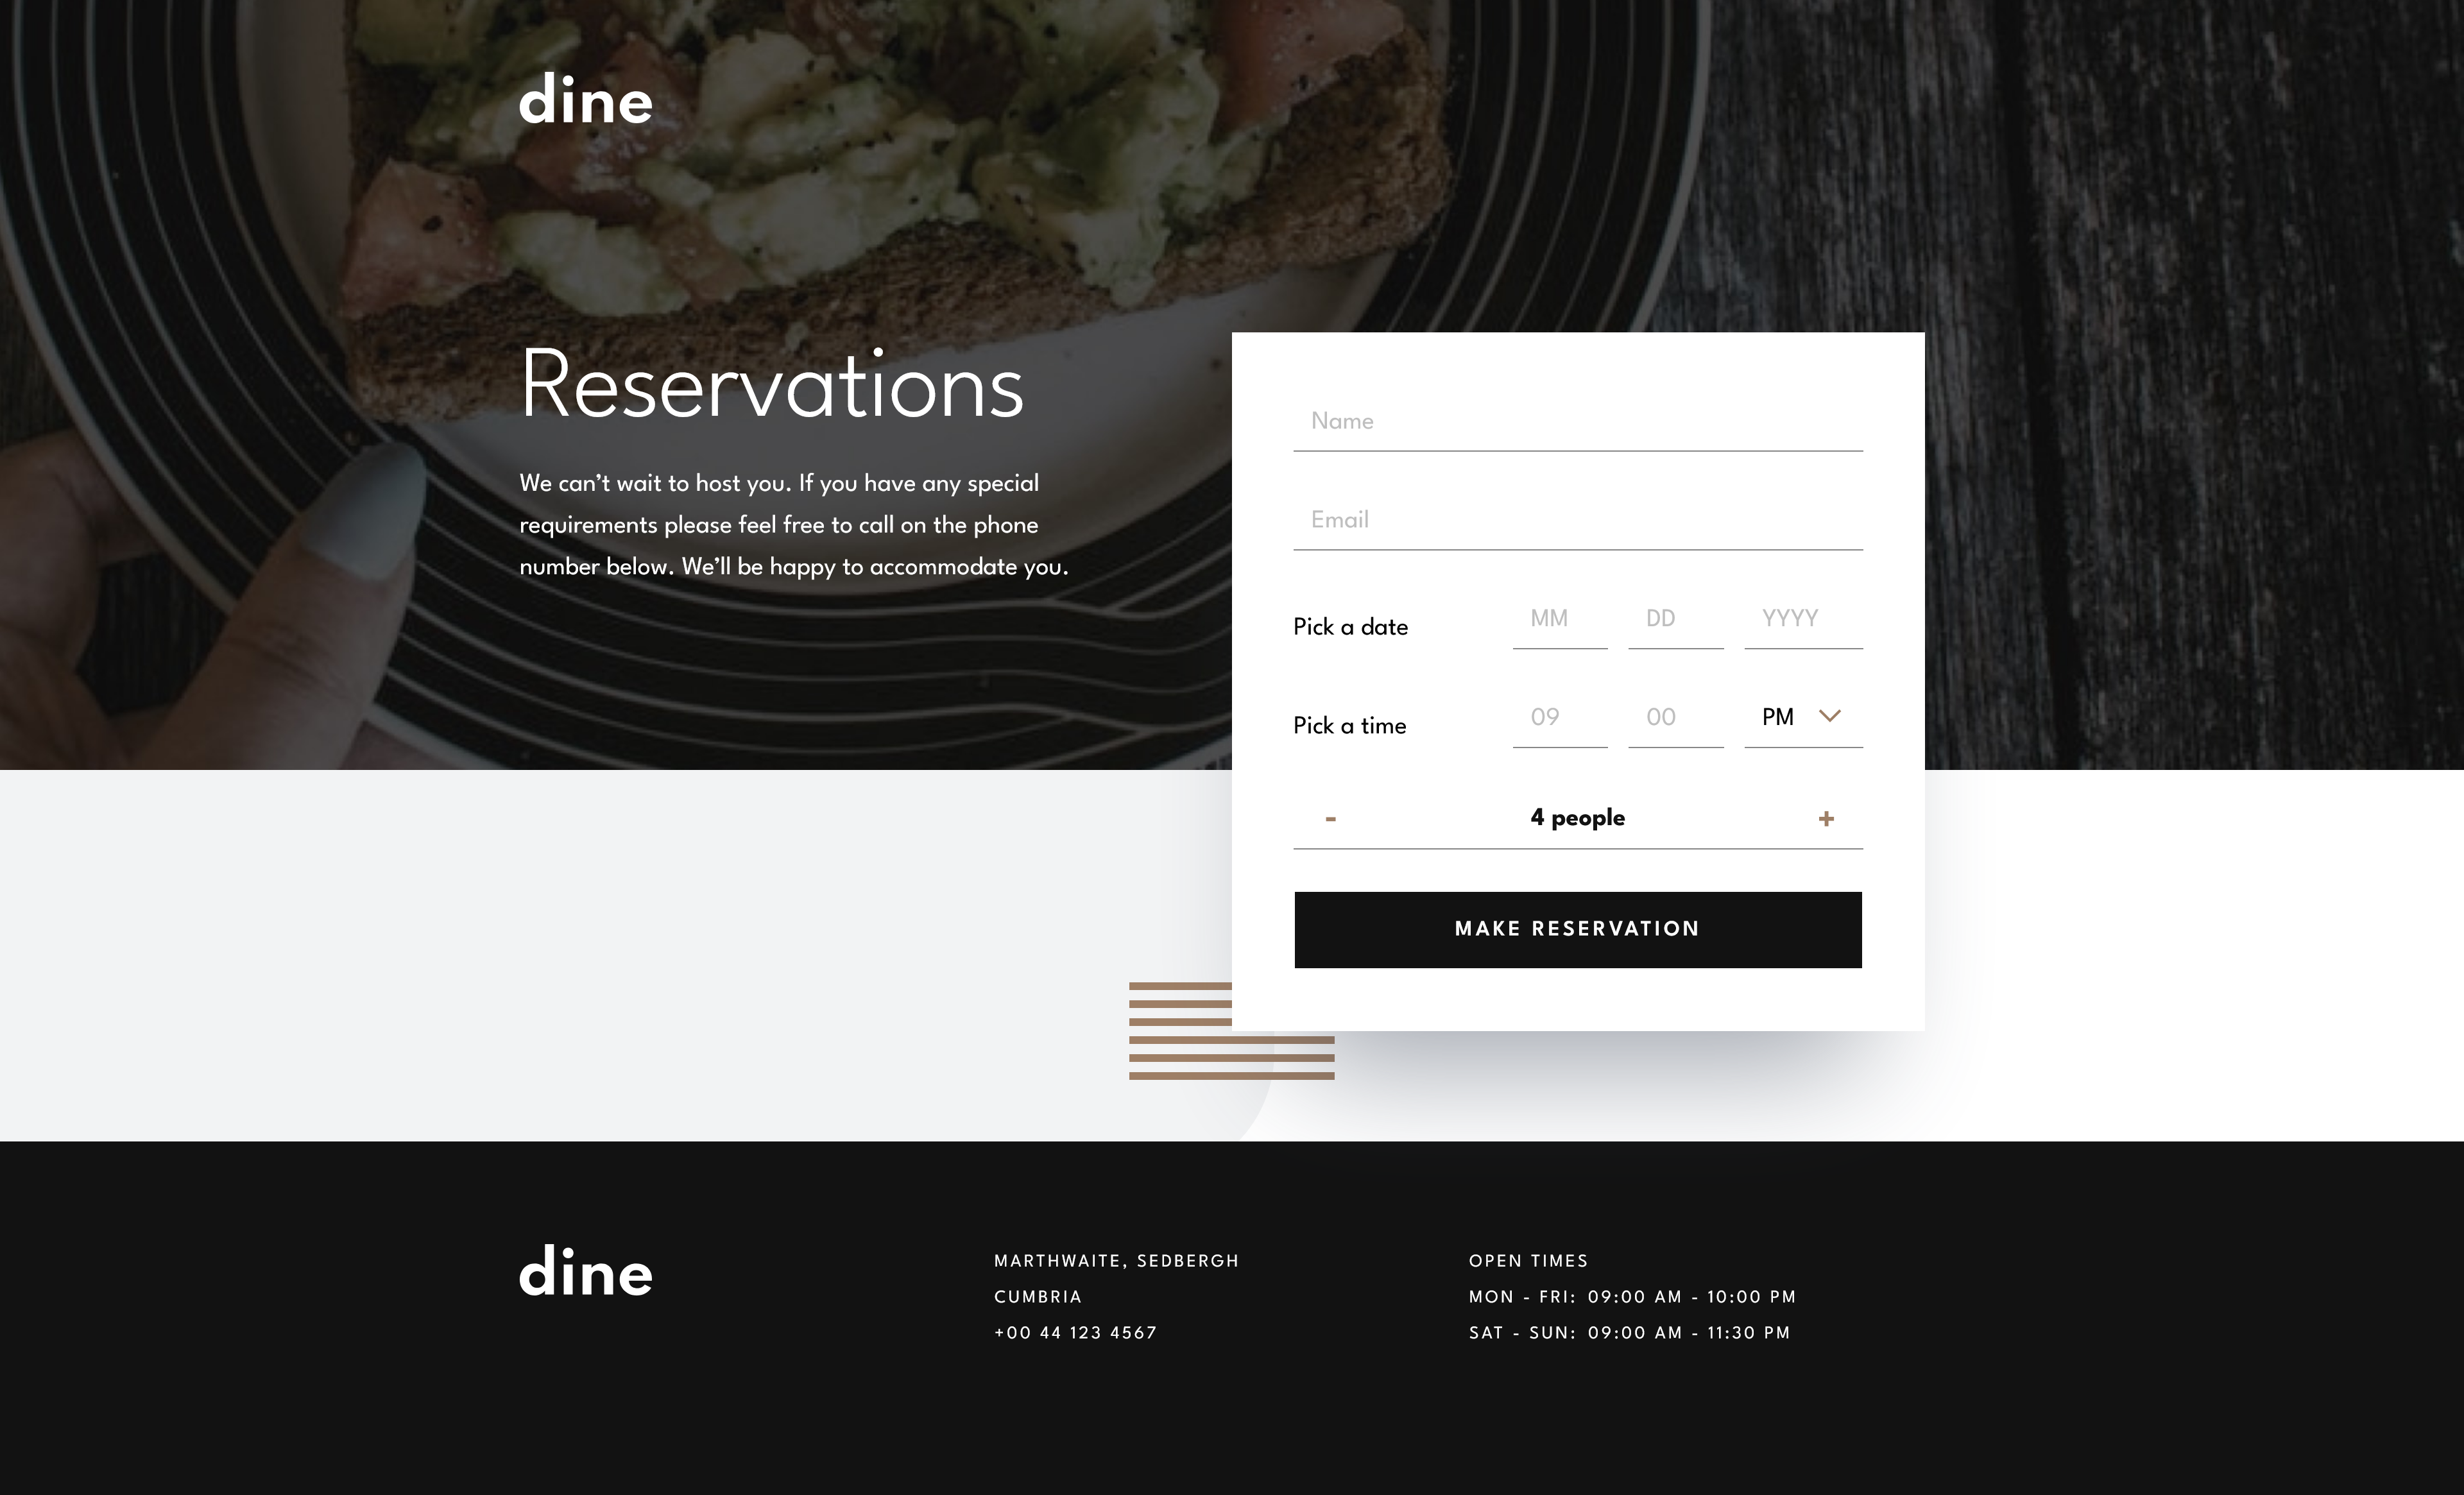 dine
Reservations
We can’t wait to host you. If you have any special
requirements please feel free to call on the phone
number below. We’ll be happy to accommodate you.
Name
Email
Pick a date MM DD YYYY
Pick a time 09 00 PM
- 4 people +
MAKE RESERVATION
dine
MARTHWAITE, SEDBERGH
CUMBRIA
+00 44 123 4567
OPEN TIMES
MON - FRI: 09:00 AM - 10:00 PM
SAT - SUN: 09:00 AM - 11:30 PM